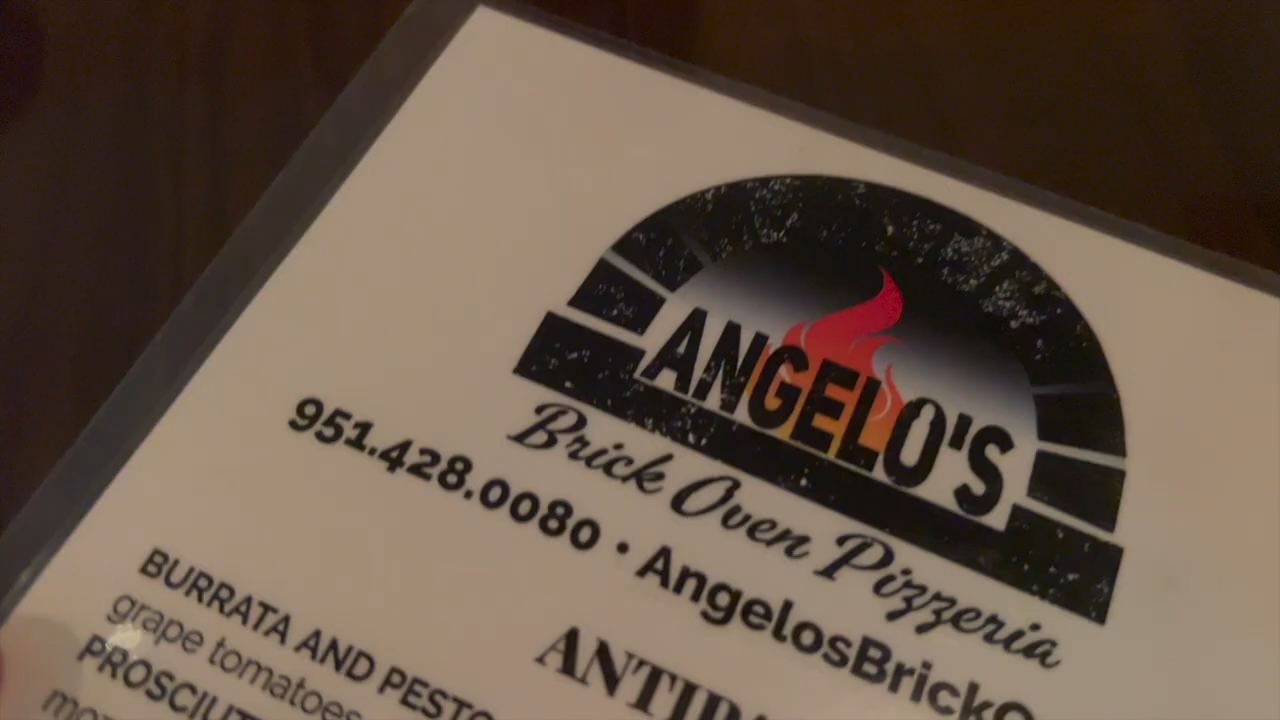 ANGELO'S
Brick Oven Pizzeria
951.428.0080 • AngelosBrick
BURRATA AND PESTO
grape tomatoes